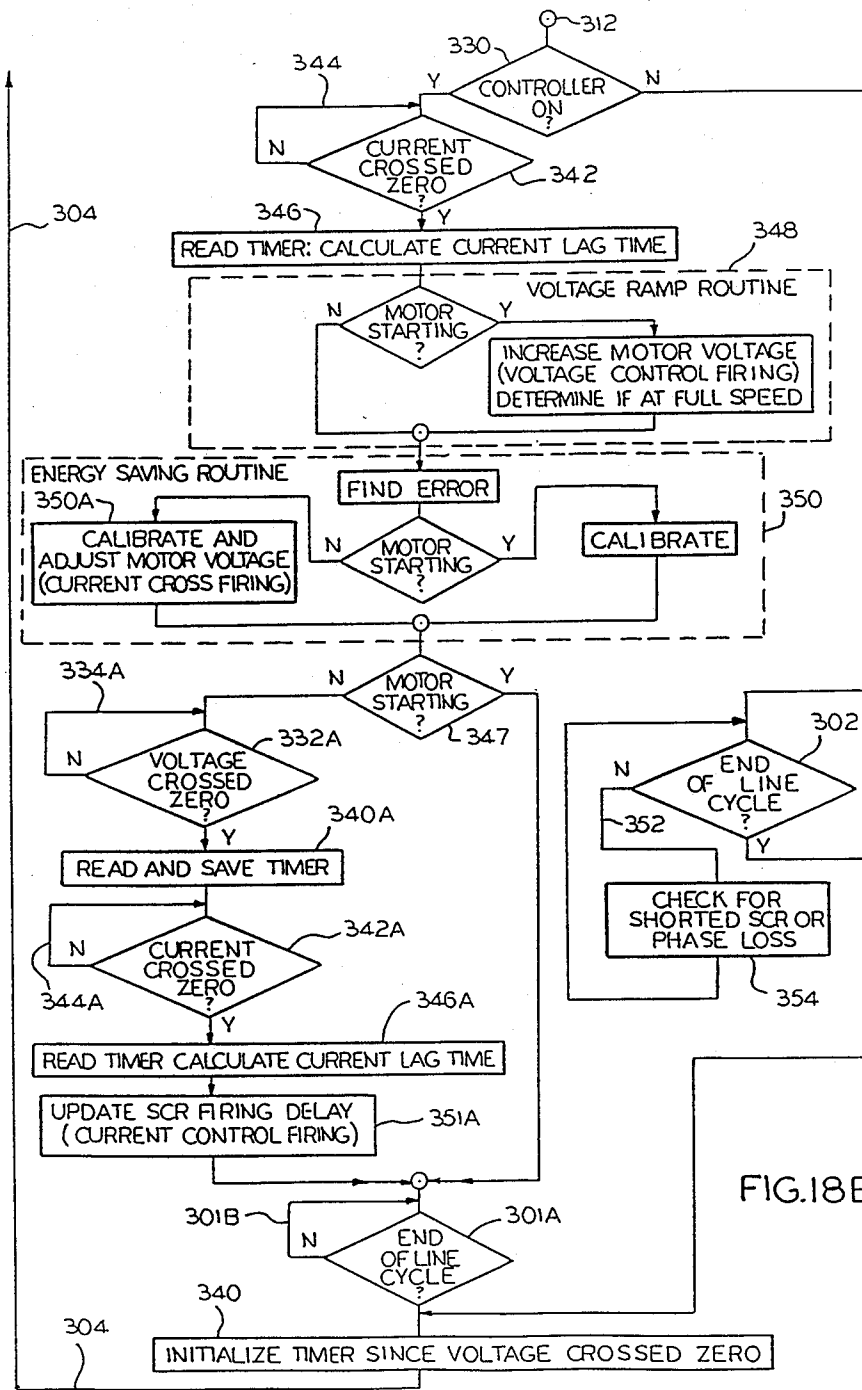 312
330
344
Y
N
CONTROLLER
ON
?
N
CURRENT
CROSSED
ZERO
?
342
304
346
Y
READ TIMER: CALCULATE CURRENT LAG TIME
348
VOLTAGE RAMP ROUTINE
N
MOTOR
STARTING
?
Y
INCREASE MOTOR VOLTAGE
(VOLTAGE CONTROL FIRING)
DETERMINE IF AT FULL SPEED
ENERGY SAVING ROUTINE
350A
FIND ERROR
350
CALIBRATE AND
ADJUST MOTOR VOLTAGE
(CURRENT CROSS FIRING)
N
MOTOR
STARTING
?
Y
CALIBRATE
334A
N
MOTOR
STARTING
?
Y
347
332A
N
VOLTAGE
CROSSED
ZERO
?
Y
302
N
END
OF LINE
CYCLE
?
352
Y
340A
READ AND SAVE TIMER
CHECK FOR
SHORTED SCR OR
PHASE LOSS
354
N
CURRENT
CROSSED
ZERO
?
342A
344A
Y
346A
READ TIMER CALCULATE CURRENT LAG TIME
UPDATE SCR FIRING DELAY
(CURRENT CONTROL FIRING)
351A
FIG.18B
301B
N
END
OF LINE
CYCLE
?
301A
340
304
INITIALIZE TIMER SINCE VOLTAGE CROSSED ZERO